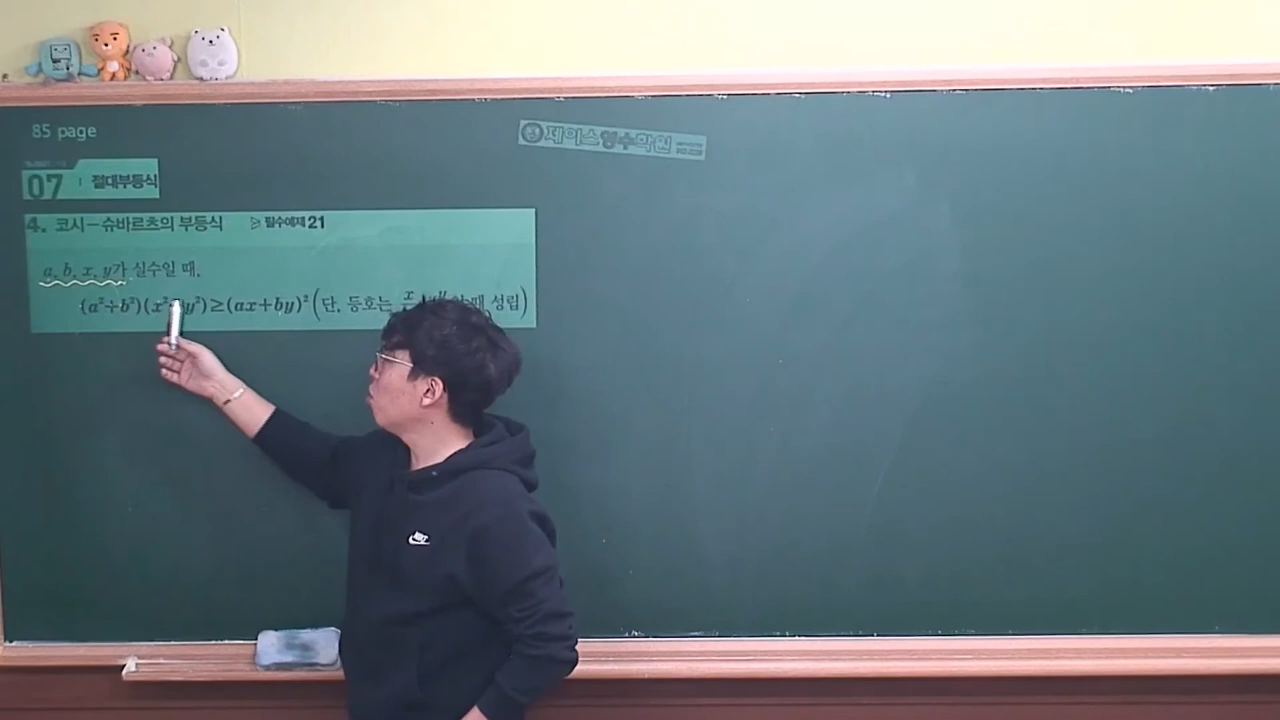 85 page
제이스영수학원
07 절대부등식
4. 코시-슈바르츠의 부등식 ▷ 필수예제 21
a, b, x, y가 실수일 때,
(a²+b²)(x² y²)≥(ax+by)² (단, 등호는 x y 때 성립)